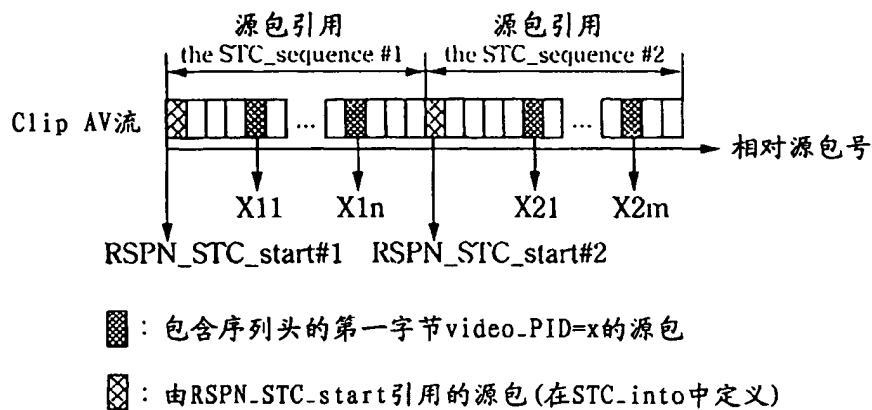 源包引用 源包引用
the STC_sequence #1 the STC_sequence #2
Clip AV流 ... ...
相对源包号
X11 X1n X21 X2m
RSPN_STC_start#1 RSPN_STC_start#2
：包含序列头的第一字节video_PID=x的源包
：由RSPN_STC_start引用的源包(在STC_into中定义)